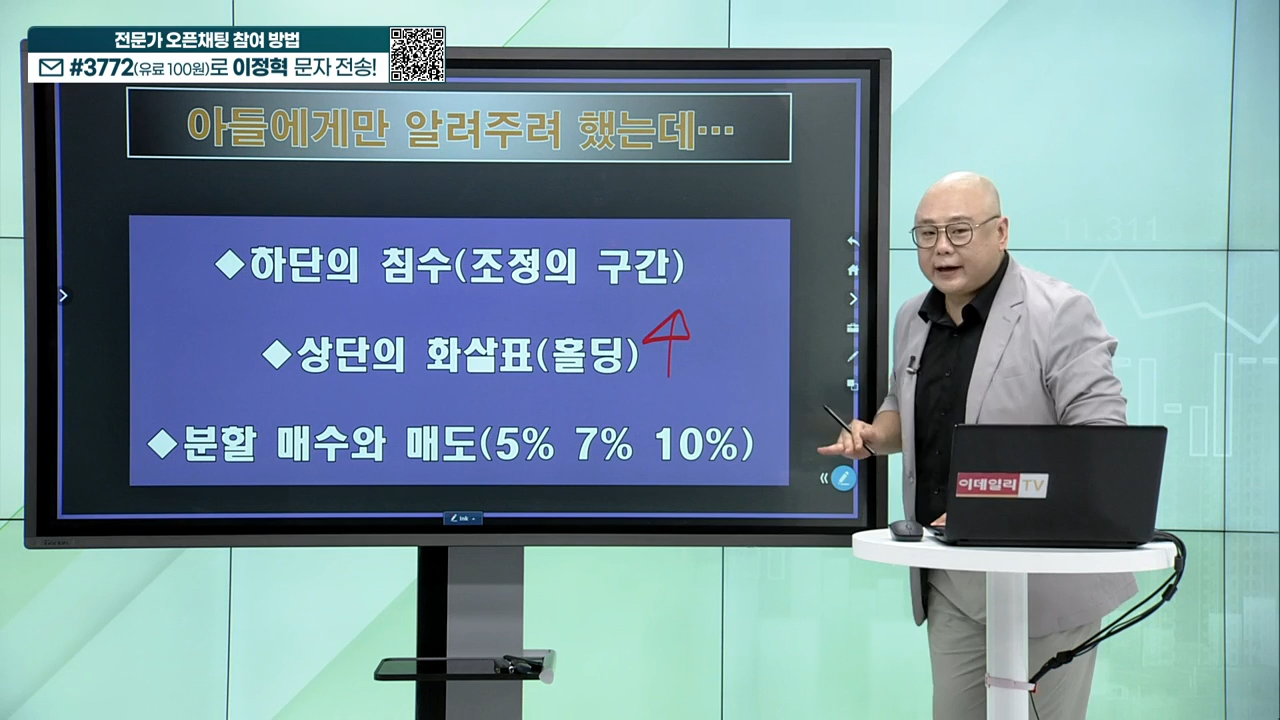 전문가 오픈채팅 참여 방법
#3772(유료 100원)로 이정혁 문자 전송!
아들에게만 알려주려 했는데…
◆하단의 침수(조정의 구간)
◆상단의 화살표(홀딩)
◆분할 매수와 매도(5% 7% 10%)
이데일리TV
Ink
11,311